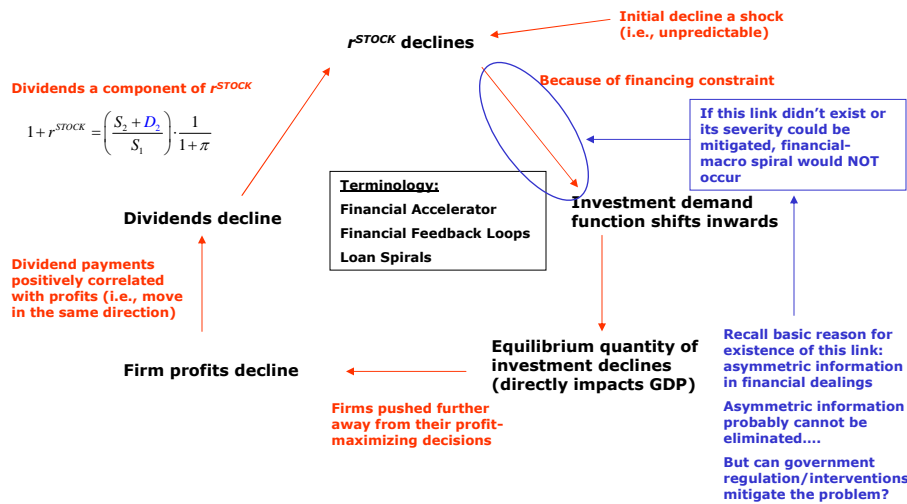 Initial decline a shock
(i.e., unpredictable)
r^STOCK declines
Because of financing constraint
Dividends a component of r^STOCK
1 + r^STOCK = ((S₂ + D₂) / S₁) · 1 / (1 + π)
If this link didn't exist or
its severity could be
mitigated, financial-
macro spiral would NOT
occur
Terminology:
Financial Accelerator
Financial Feedback Loops
Loan Spirals
Dividends decline
Investment demand
function shifts inwards
Dividend payments
positively correlated
with profits (i.e., move
in the same direction)
Firm profits decline
Equilibrium quantity of
investment declines
(directly impacts GDP)
Recall basic reason for
existence of this link:
asymmetric information
in financial dealings
Firms pushed further
away from their profit-
maximizing decisions
Asymmetric information
probably cannot be
eliminated....
But can government
regulation/interventions
mitigate the problem?